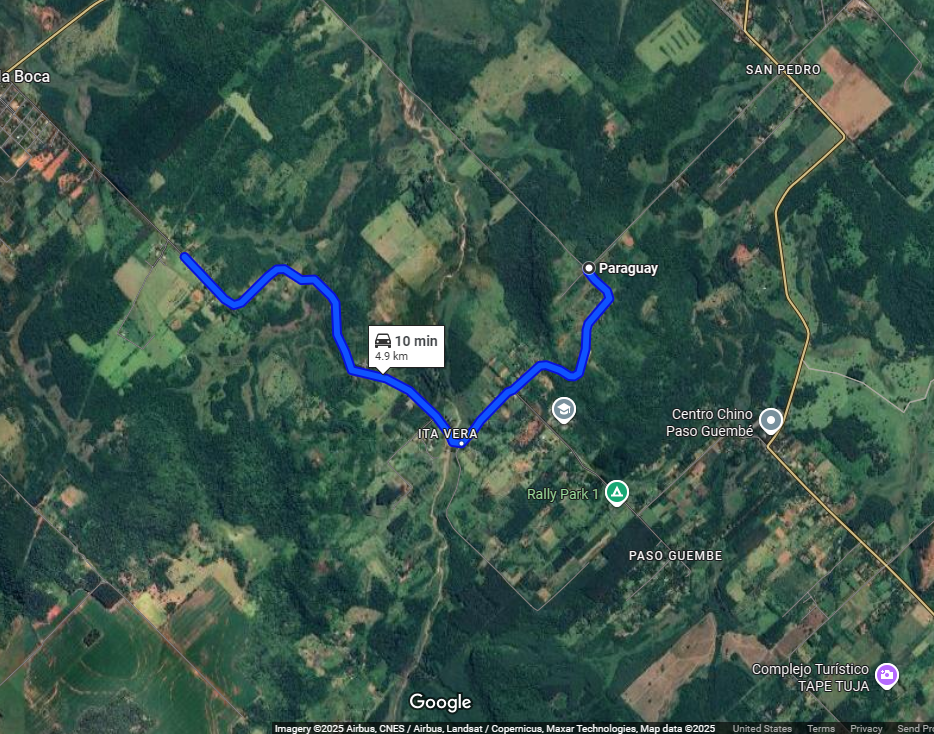 la Boca
SAN PEDRO
Paraguay
10 min
4.9 km
Centro Chino
Paso Guembé
ITA VERA
Rally Park 1
PASO GUEMBE
Complejo Turístico
TAPE TUJA
Google
Imagery ©2025 Airbus, CNES / Airbus, Landsat / Copernicus, Maxar Technologies, Map data ©2025 United States Terms Privacy Send Pro